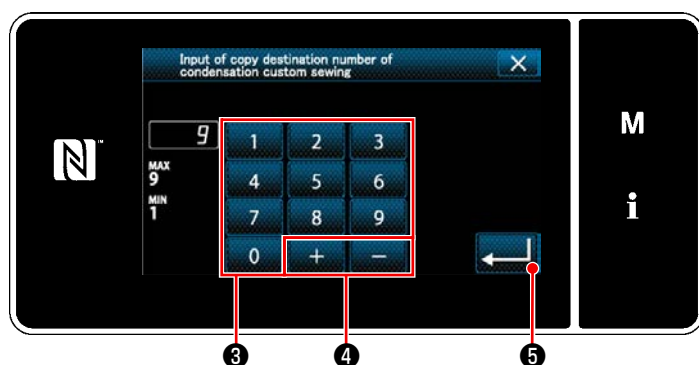 Input of copy destination number of
condensation custom sewing
9
1 2 3
MAX
9
4 5 6
MIN
1
7 8 9
0 + −
M
i
N™
❸ ❹ ❺